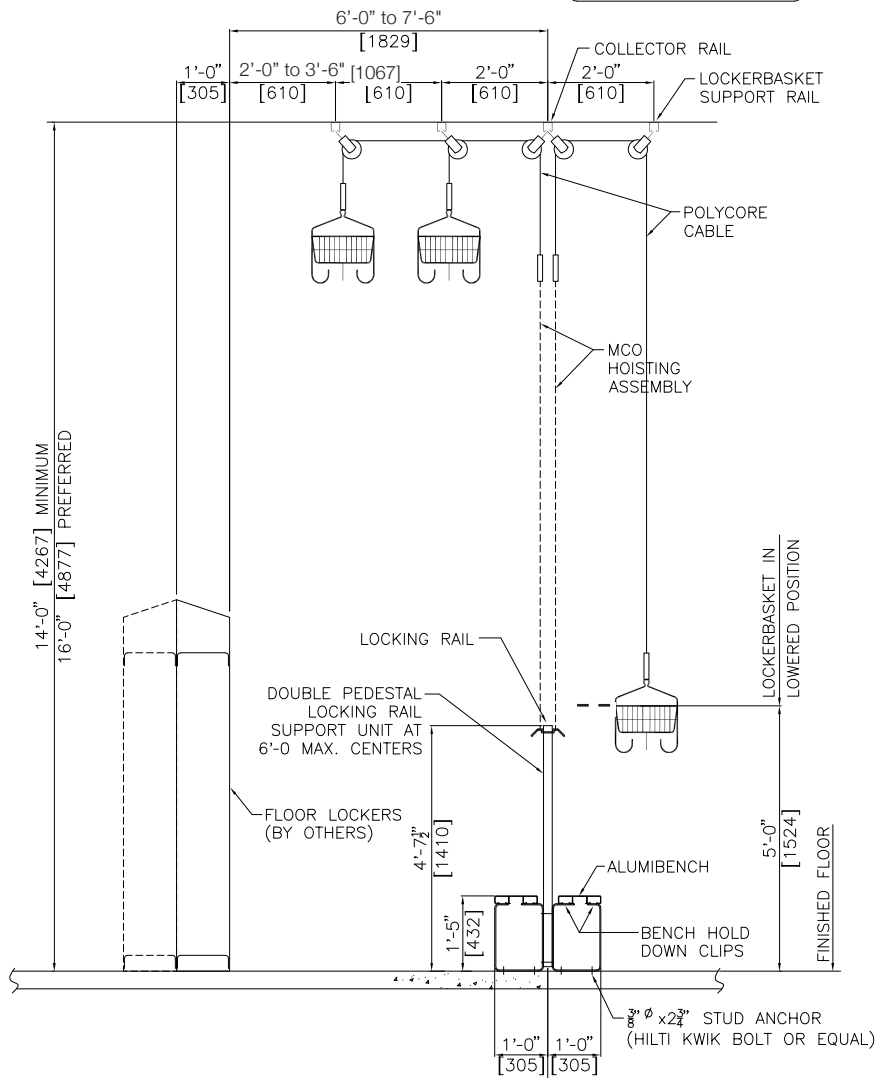 6'-0" to 7'-6"
[1829]
COLLECTOR RAIL
1'-0"
[305]
2'-0" to 3'-6" [1067]
[610]
[610]
2'-0"
[610]
2'-0"
[610]
LOCKERBASKET
SUPPORT RAIL
POLYCORE
CABLE
MCO
HOISTING
ASSEMBLY
14'-0" [4267] MINIMUM
16'-0" [4877] PREFERRED
LOCKERBASKET IN
LOWERED POSITION
LOCKING RAIL
DOUBLE PEDESTAL
LOCKING RAIL
SUPPORT UNIT AT
6'-0 MAX. CENTERS
FLOOR LOCKERS
(BY OTHERS)
4'-7½"
[1410]
5'-0"
[1524]
FINISHED FLOOR
ALUMIBENCH
1'-5"
[432]
BENCH HOLD
DOWN CLIPS
⅜" ø x2¾" STUD ANCHOR
(HILTI KWIK BOLT OR EQUAL)
1'-0"
[305]
1'-0"
[305]